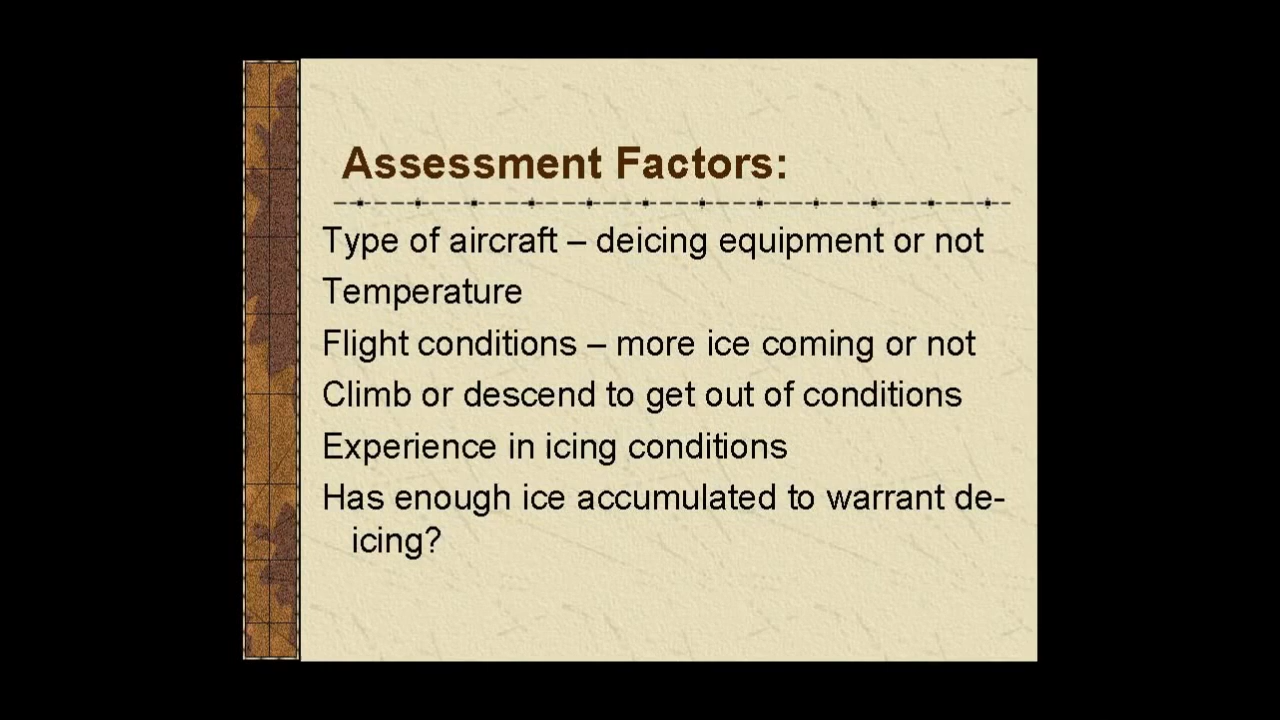 Assessment Factors:
Type of aircraft – deicing equipment or not
Temperature
Flight conditions – more ice coming or not
Climb or descend to get out of conditions
Experience in icing conditions
Has enough ice accumulated to warrant de-
icing?